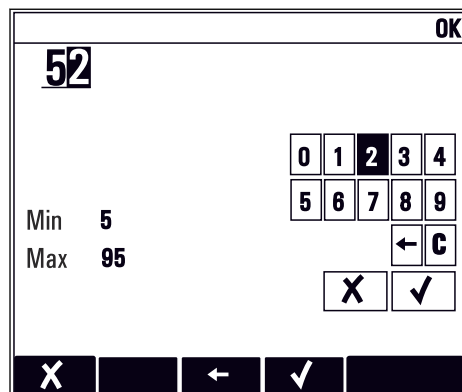 OK
52
0 1 2 3 4
5 6 7 8 9
Min 5
← C
Max 95
X ✓
X ← ✓